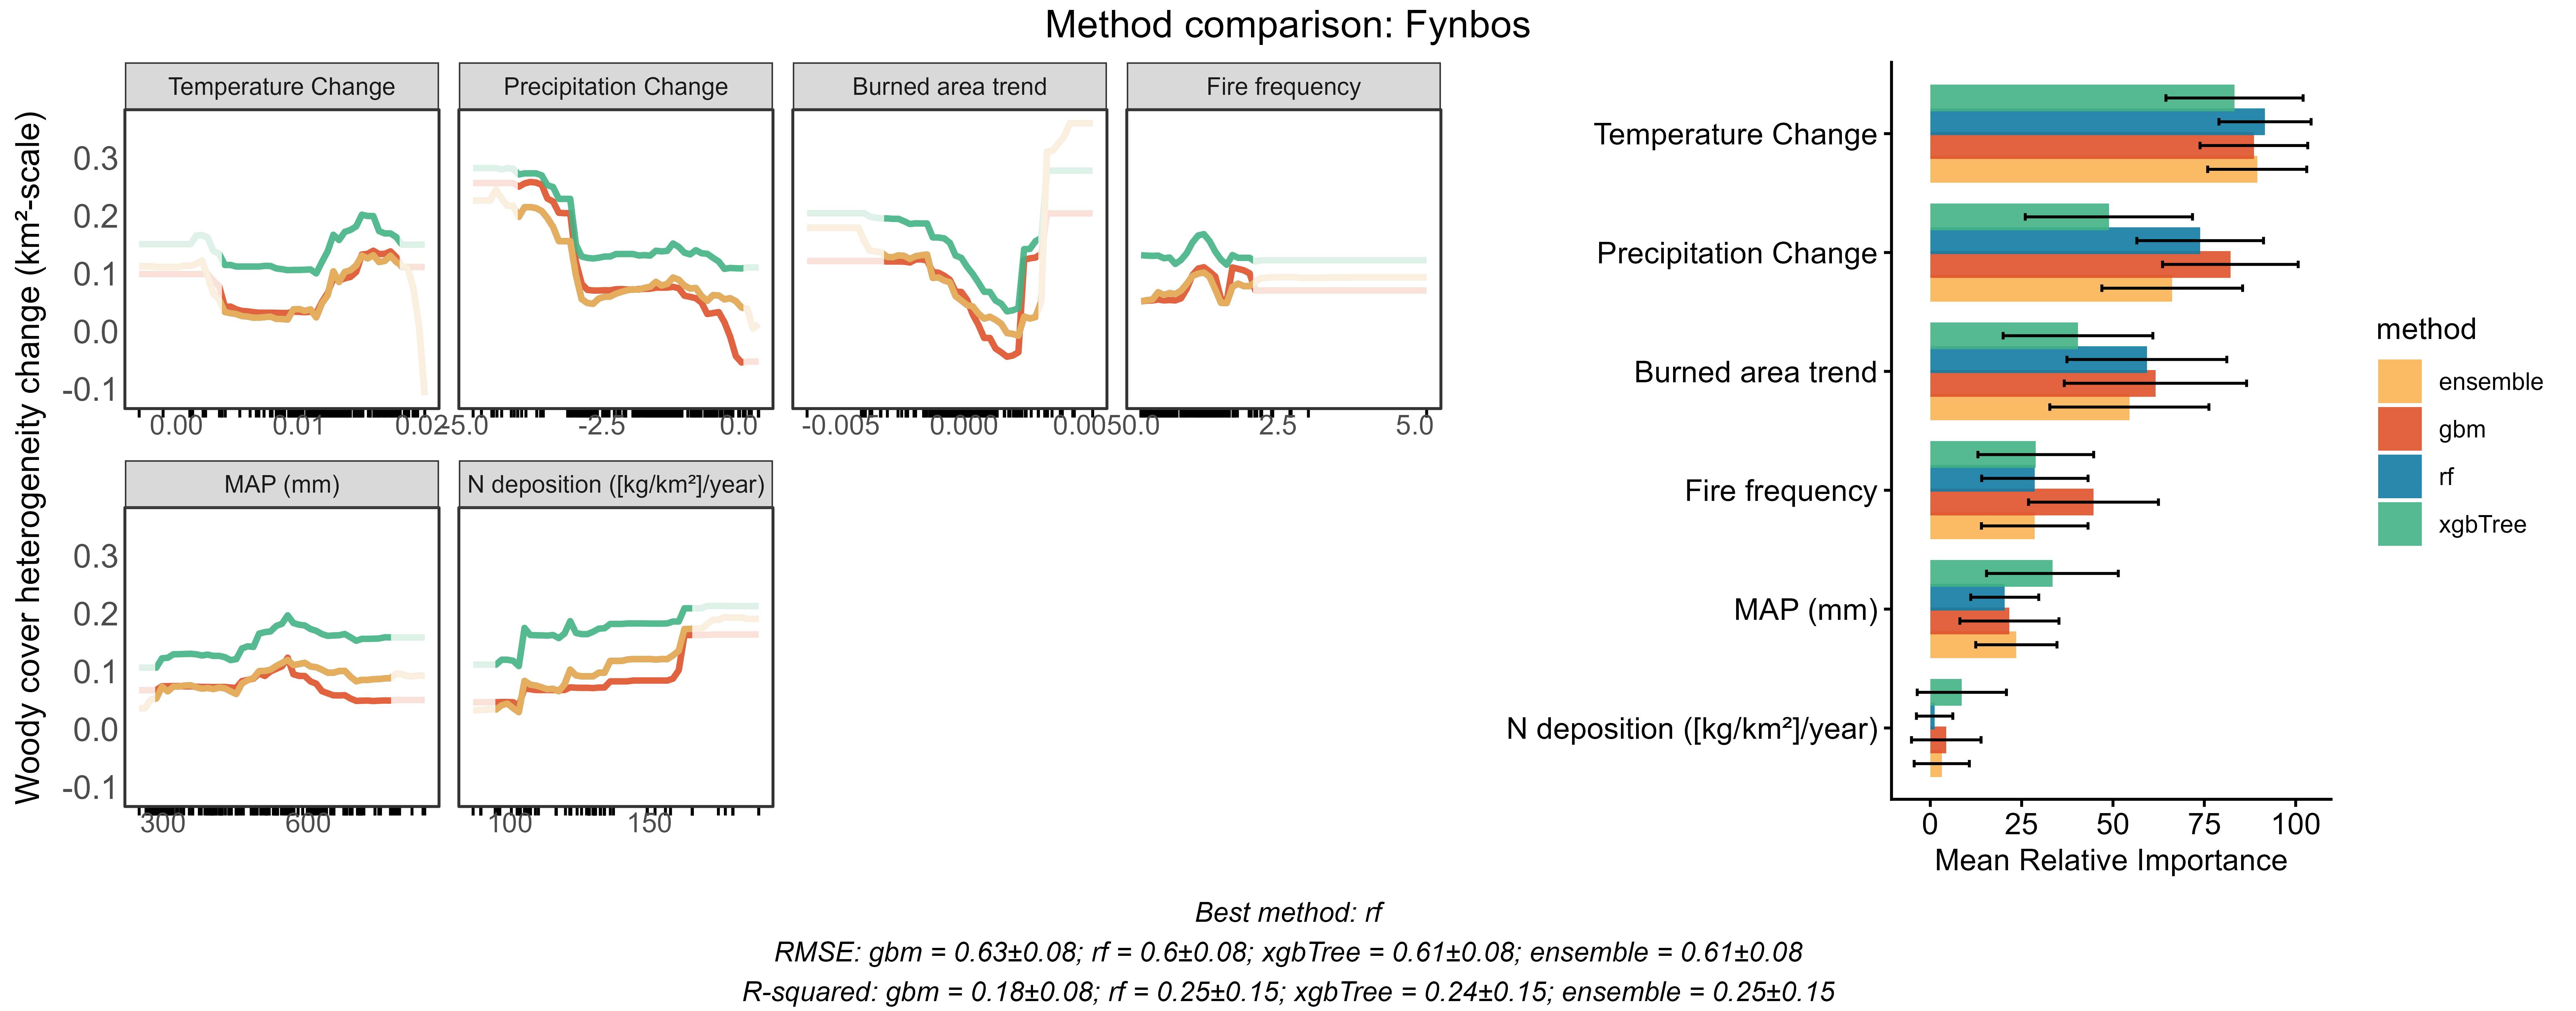 Method comparison: Fynbos
Woody cover heterogeneity change (km²-scale)
Temperature Change
Precipitation Change
Burned area trend
Fire frequency
0.3
0.2
0.1
0.0
-0.1
0.00 0.01 0.02
-5.0 -2.5 0.0
-0.005 0.000 0.005
0.0 2.5 5.0
MAP (mm)
N deposition ([kg/km²]/year)
0.3
0.2
0.1
0.0
-0.1
300 600
100 150
Temperature Change
Precipitation Change
Burned area trend
Fire frequency
MAP (mm)
N deposition ([kg/km²]/year)
0 25 50 75 100
Mean Relative Importance
method
ensemble
gbm
rf
xgbTree
Best method: rf
RMSE: gbm = 0.63±0.08; rf = 0.6±0.08; xgbTree = 0.61±0.08; ensemble = 0.61±0.08
R-squared: gbm = 0.18±0.08; rf = 0.25±0.15; xgbTree = 0.24±0.15; ensemble = 0.25±0.15